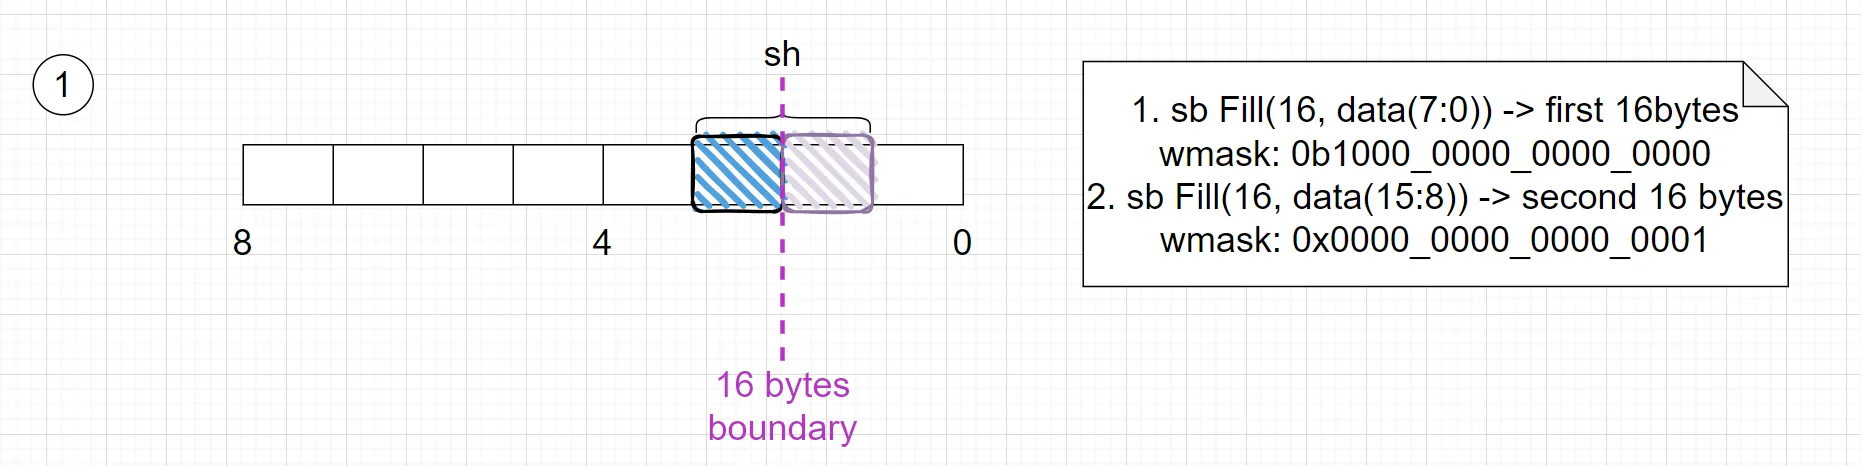 1
sh
8
4
0
16 bytes
boundary
1. sb Fill(16, data(7:0)) -> first 16bytes
wmask: 0b1000_0000_0000_0000
2. sb Fill(16, data(15:8)) -> second 16 bytes
wmask: 0x0000_0000_0000_0001